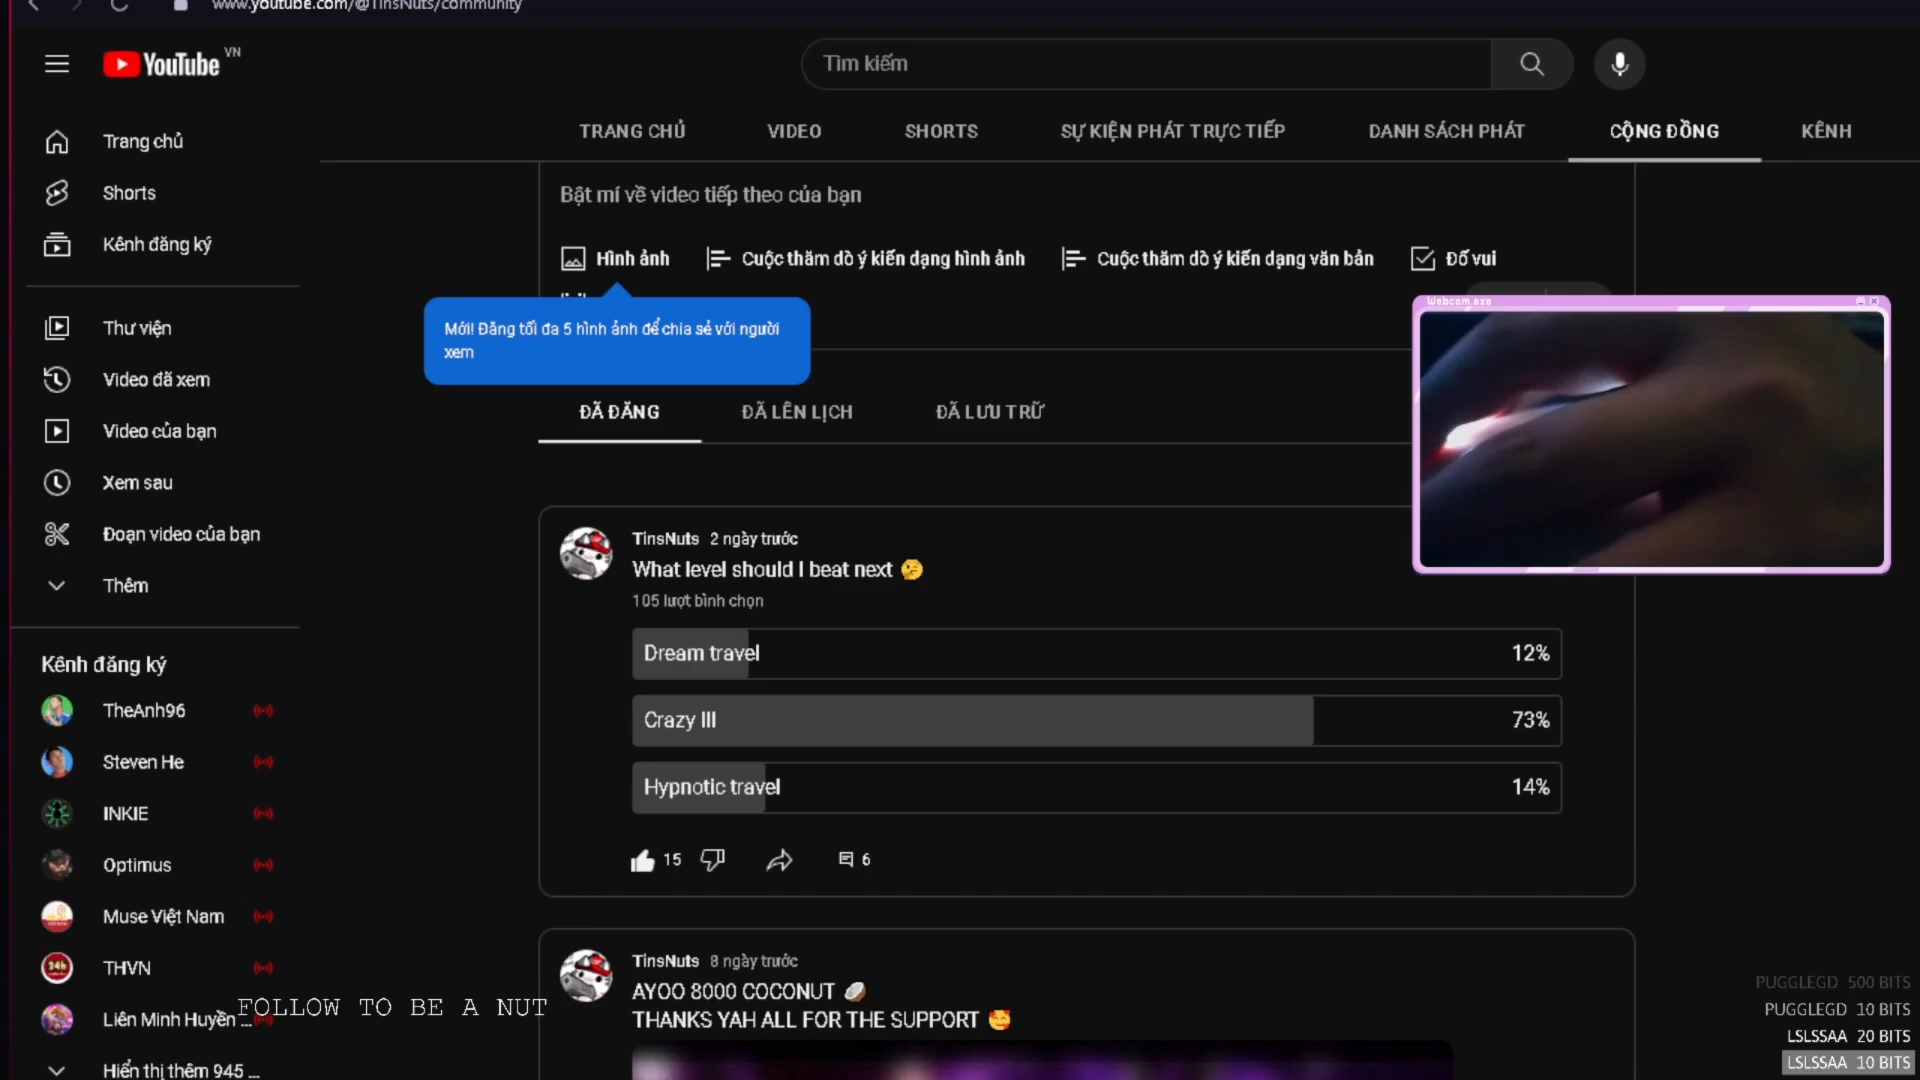 www.youtube.com/@TinsNuts/community
YouTube VN
Tìm kiếm
TRANG CHỦ
VIDEO
SHORTS
SỰ KIỆN PHÁT TRỰC TIẾP
DANH SÁCH PHÁT
CỘNG ĐỒNG
KÊNH
Trang chủ
Shorts
Kênh đăng ký
Thư viện
Video đã xem
Video của bạn
Xem sau
Đoạn video của bạn
Thêm
Kênh đăng ký
TheAnh96
Steven He
INKIE
Optimus
Muse Việt Nam
THVN
Liên Minh Huyền ...
Hiển thị thêm 945 ...
Bật mí về video tiếp theo của bạn
Hình ảnh
Cuộc thăm dò ý kiến dạng hình ảnh
Cuộc thăm dò ý kiến dạng văn bản
Đố vui
Mới! Đăng tối đa 5 hình ảnh để chia sẻ với người
xem
Webcom.exe
ĐÃ ĐĂNG
ĐÃ LÊN LỊCH
ĐÃ LƯU TRỮ
TinsNuts 2 ngày trước
What level should I beat next 🤔
105 lượt bình chọn
Dream travel 12%
Crazy III 73%
Hypnotic travel 14%
15
6
TinsNuts 8 ngày trước
AYOO 8000 COCONUT 🥥
THANKS YAH ALL FOR THE SUPPORT 🥰
FOLLOW TO BE A NUT
24h
PUGGLEGD 500 BITS
PUGGLEGD 10 BITS
LSLSSAA 20 BITS
LSLSSAA 10 BITS